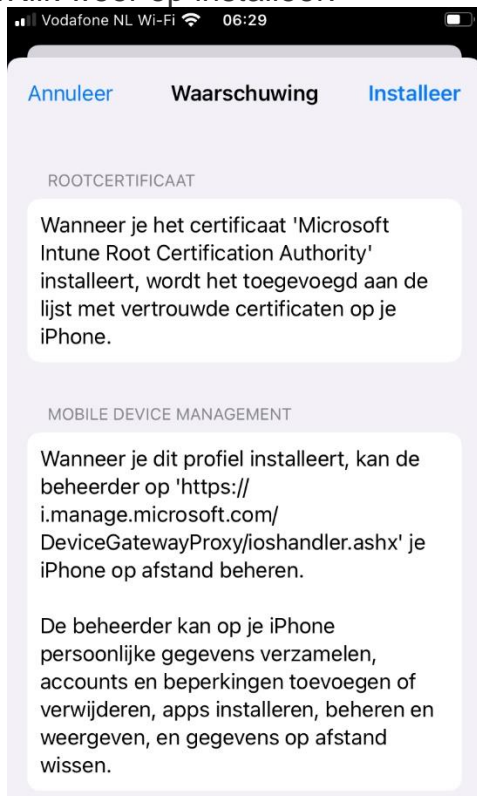 Vodafone NL Wi-Fi 06:29
Annuleer Waarschuwing Installeer
ROOTCERTIFICAAT
Wanneer je het certificaat 'Microsoft
Intune Root Certification Authority'
installeert, wordt het toegevoegd aan de
lijst met vertrouwde certificaten op je
iPhone.
MOBILE DEVICE MANAGEMENT
Wanneer je dit profiel installeert, kan de
beheerder op 'https://
i.manage.microsoft.com/
DeviceGatewayProxy/ioshandler.ashx' je
iPhone op afstand beheren.
De beheerder kan op je iPhone
persoonlijke gegevens verzamelen,
accounts en beperkingen toevoegen of
verwijderen, apps installeren, beheren en
weergeven, en gegevens op afstand
wissen.